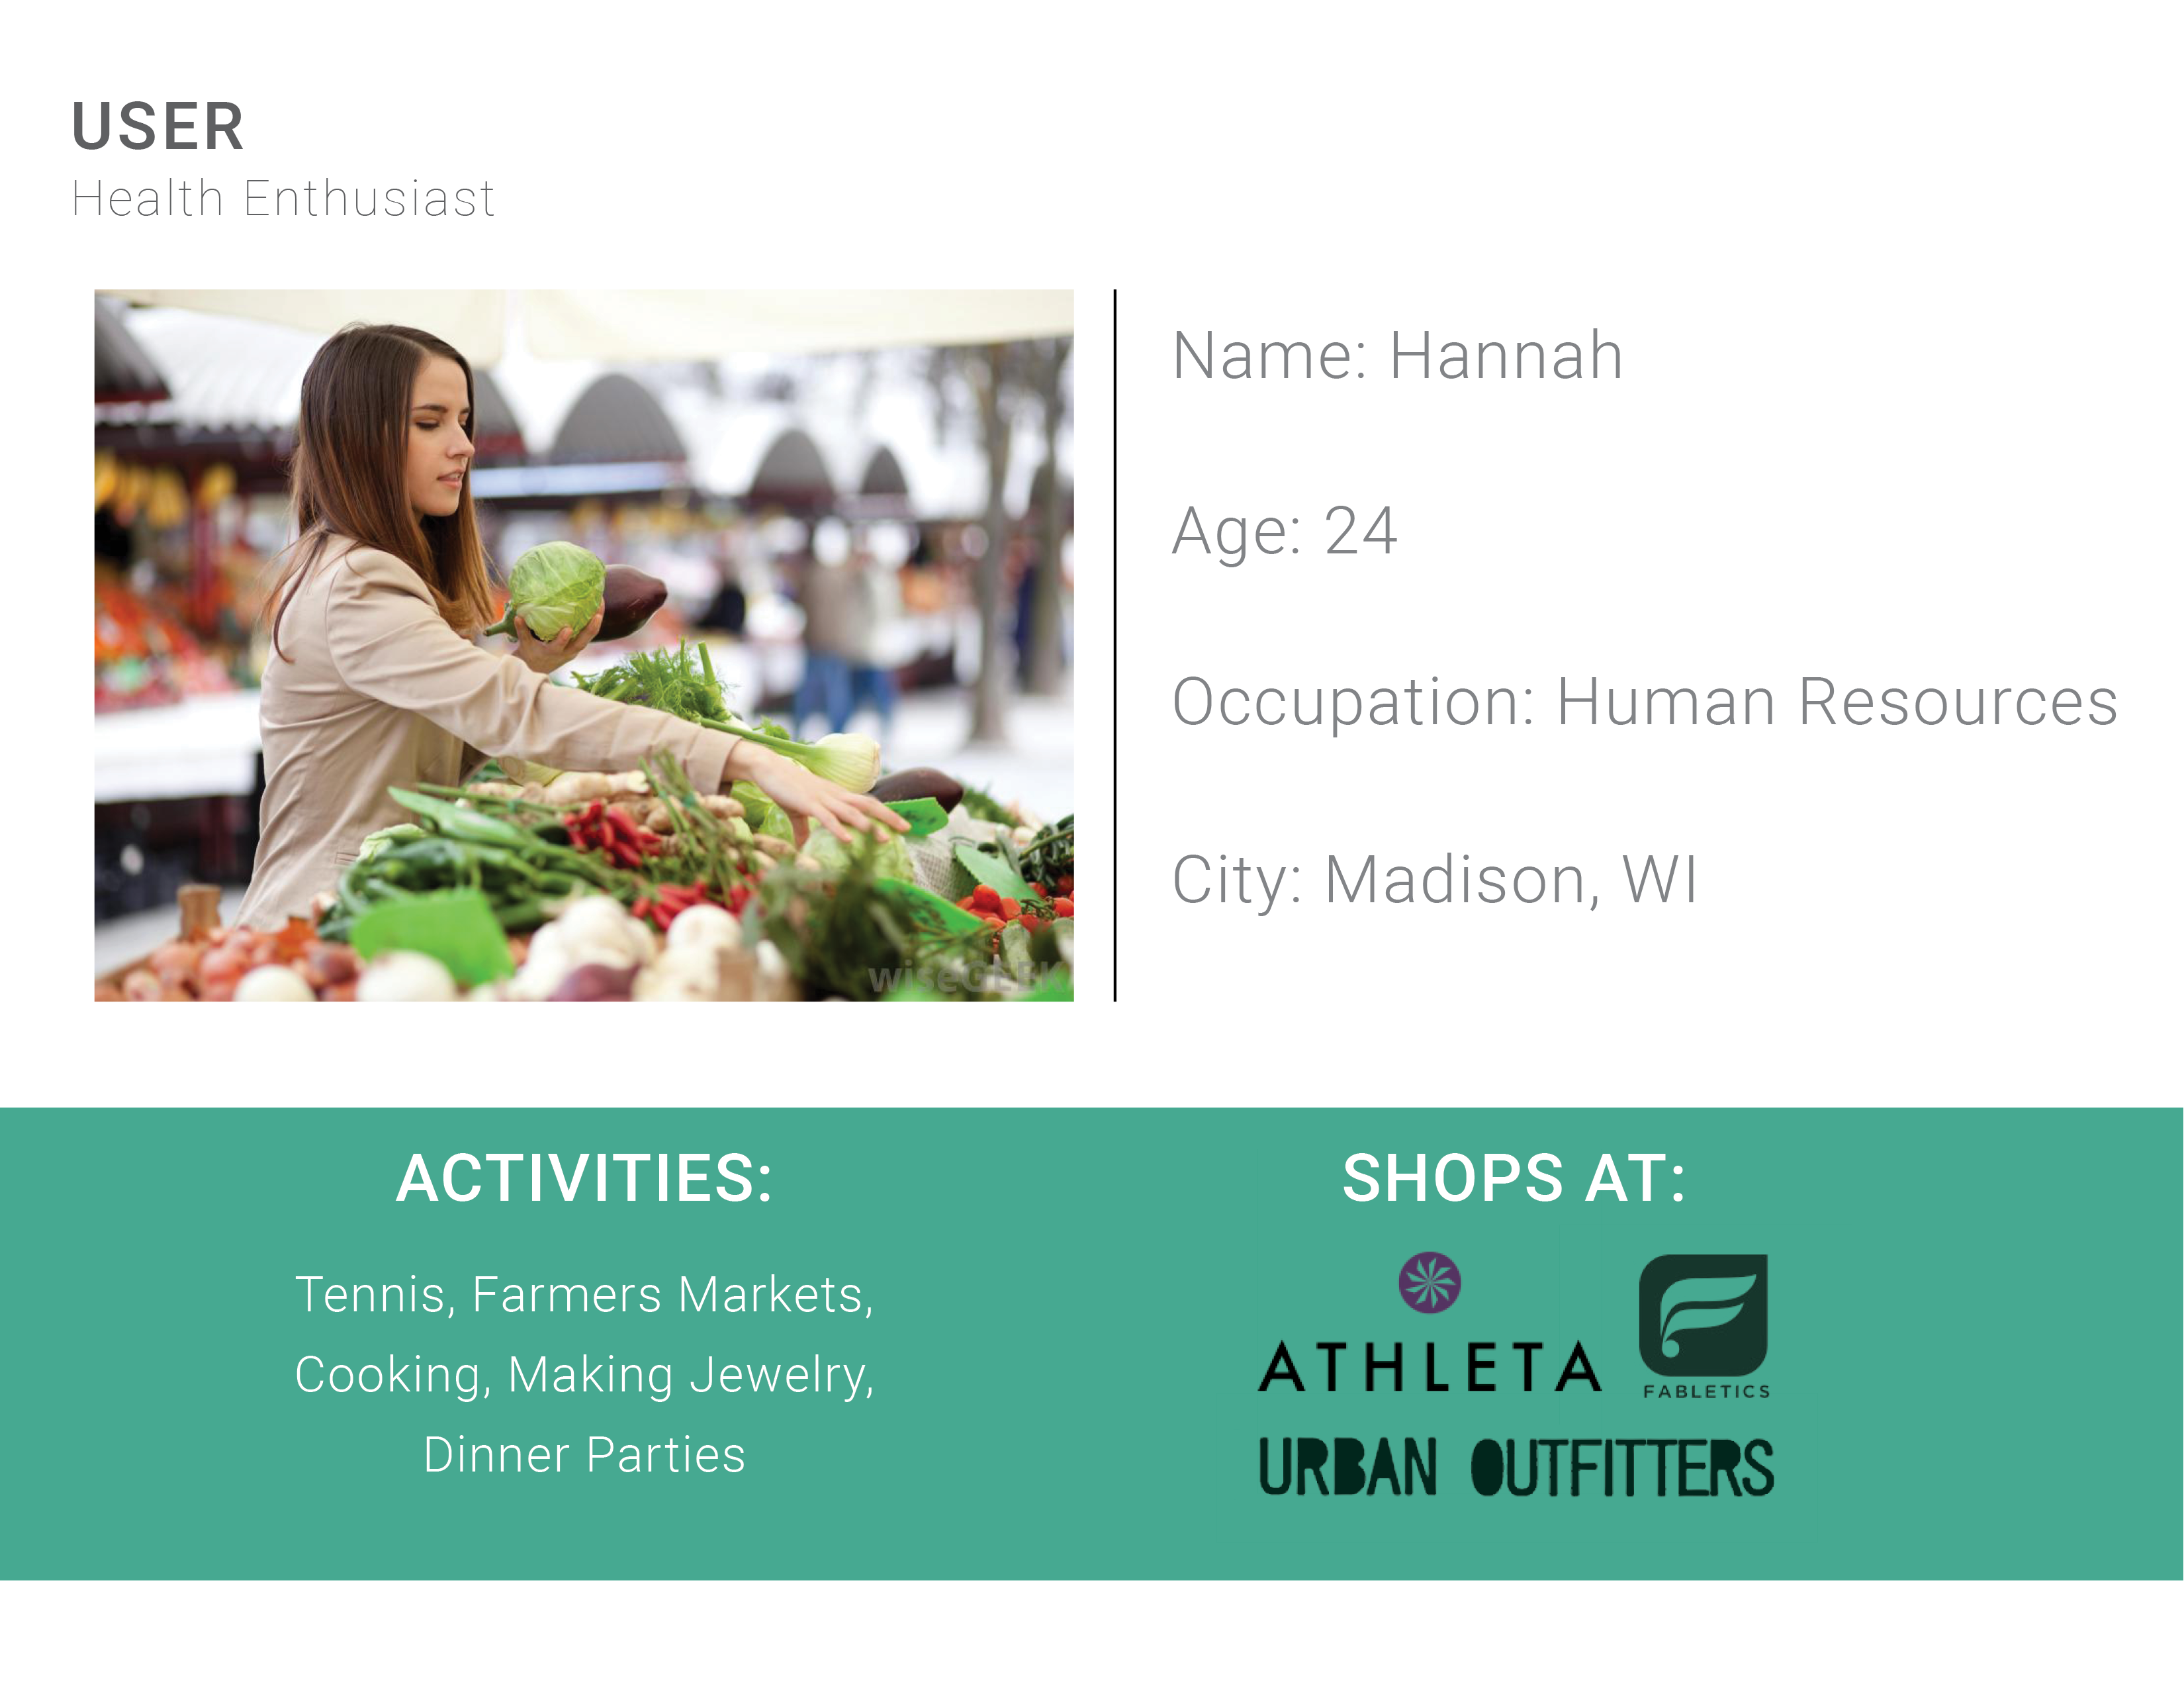 USER
Health Enthusiast
Name: Hannah
Age: 24
Occupation: Human Resources
City: Madison, WI
wiseGEEK
ACTIVITIES:
Tennis, Farmers Markets,
Cooking, Making Jewelry,
Dinner Parties
SHOPS AT:
ATHLETA
FABLETICS
URBAN OUTFITTERS